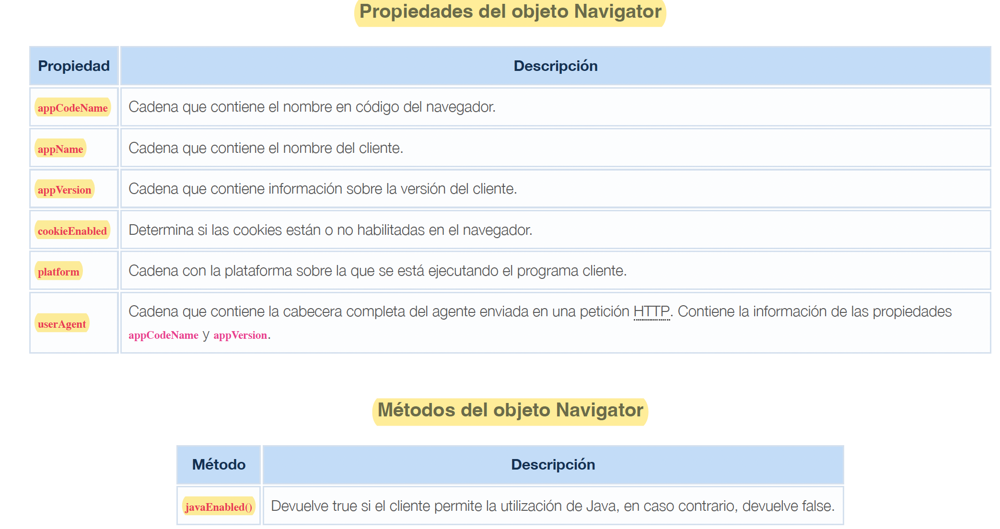 Propiedades del objeto Navigator
Propiedad Descripción
appCodeName Cadena que contiene el nombre en código del navegador.
appName Cadena que contiene el nombre del cliente.
appVersion Cadena que contiene información sobre la versión del cliente.
cookieEnabled Determina si las cookies están o no habilitadas en el navegador.
platform Cadena con la plataforma sobre la que se está ejecutando el programa cliente.
userAgent Cadena que contiene la cabecera completa del agente enviada en una petición HTTP. Contiene la información de las propiedades
appCodeName y appVersion.
Métodos del objeto Navigator
Método Descripción
javaEnabled() Devuelve true si el cliente permite la utilización de Java, en caso contrario, devuelve false.